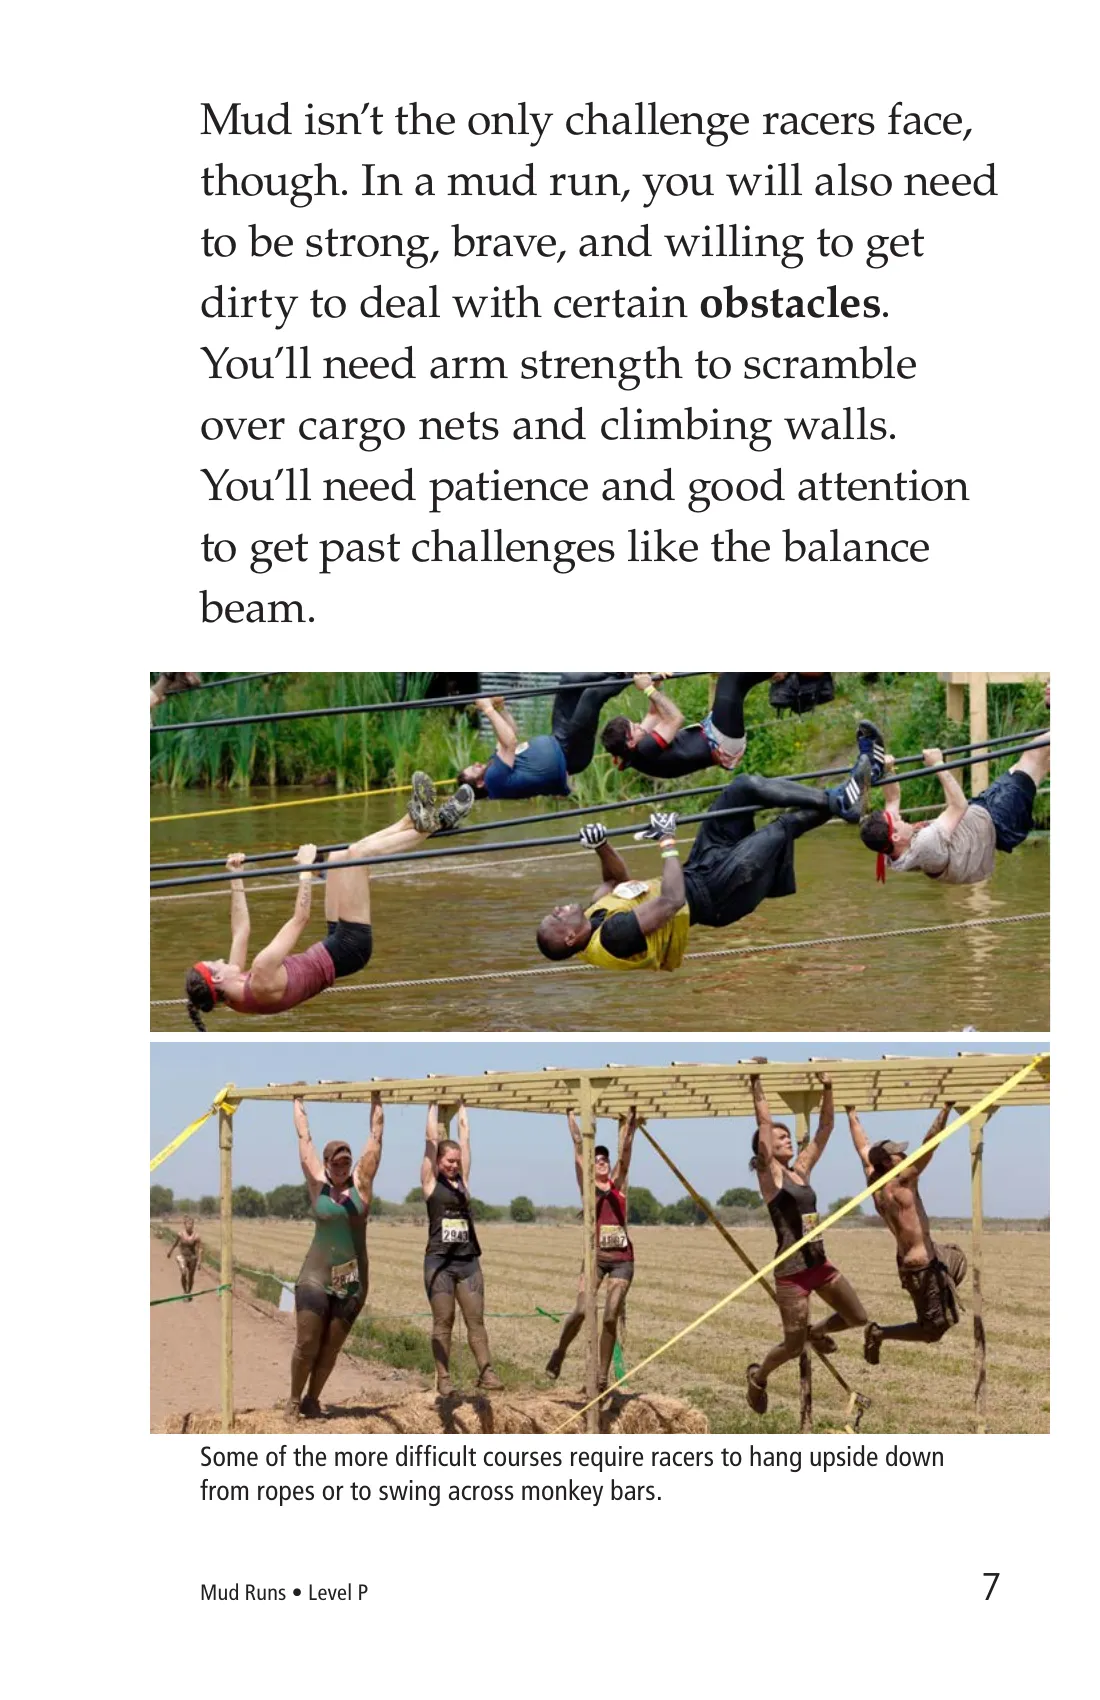 Mud isn’t the only challenge racers face,
though. In a mud run, you will also need
to be strong, brave, and willing to get
dirty to deal with certain obstacles.
You’ll need arm strength to scramble
over cargo nets and climbing walls.
You’ll need patience and good attention
to get past challenges like the balance
beam.
2943
Some of the more difficult courses require racers to hang upside down
from ropes or to swing across monkey bars.
Mud Runs • Level P
7